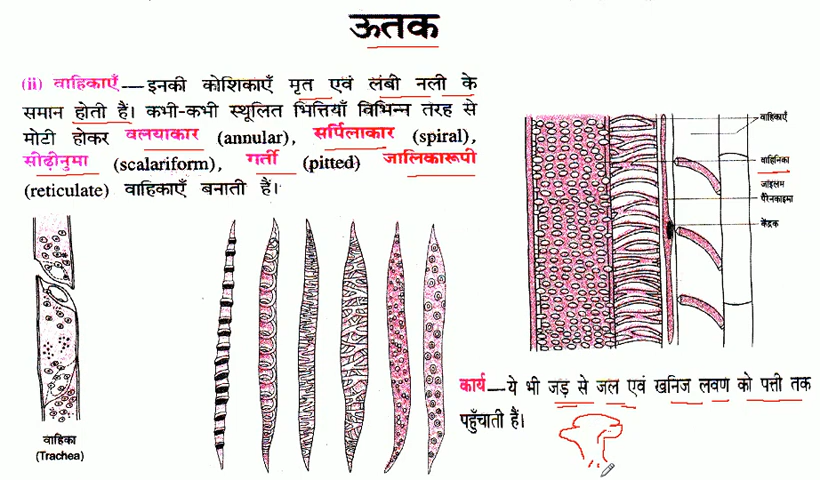 ऊतक
(ii) वाहिकाएँ—इनकी कोशिकाएँ मृत एवं लंबी नली के
समान होती हैं। कभी-कभी स्थूलित भित्तियाँ विभिन्न तरह से
मोटी होकर वलयाकार (annular), सर्पिलाकार (spiral),
सीढ़ीनुमा (scalariform), गर्ती (pitted) जालिकारूपी
(reticulate) वाहिकाएँ बनाती हैं।
वाहिकाएँ
वाहिनिका
जाइलम
पैरेनकाइमा
केंद्रक
वाहिका
(Trachea)
कार्य—ये भी जड़ से जल एवं खनिज लवण को पत्ती तक
पहुँचाती हैं।